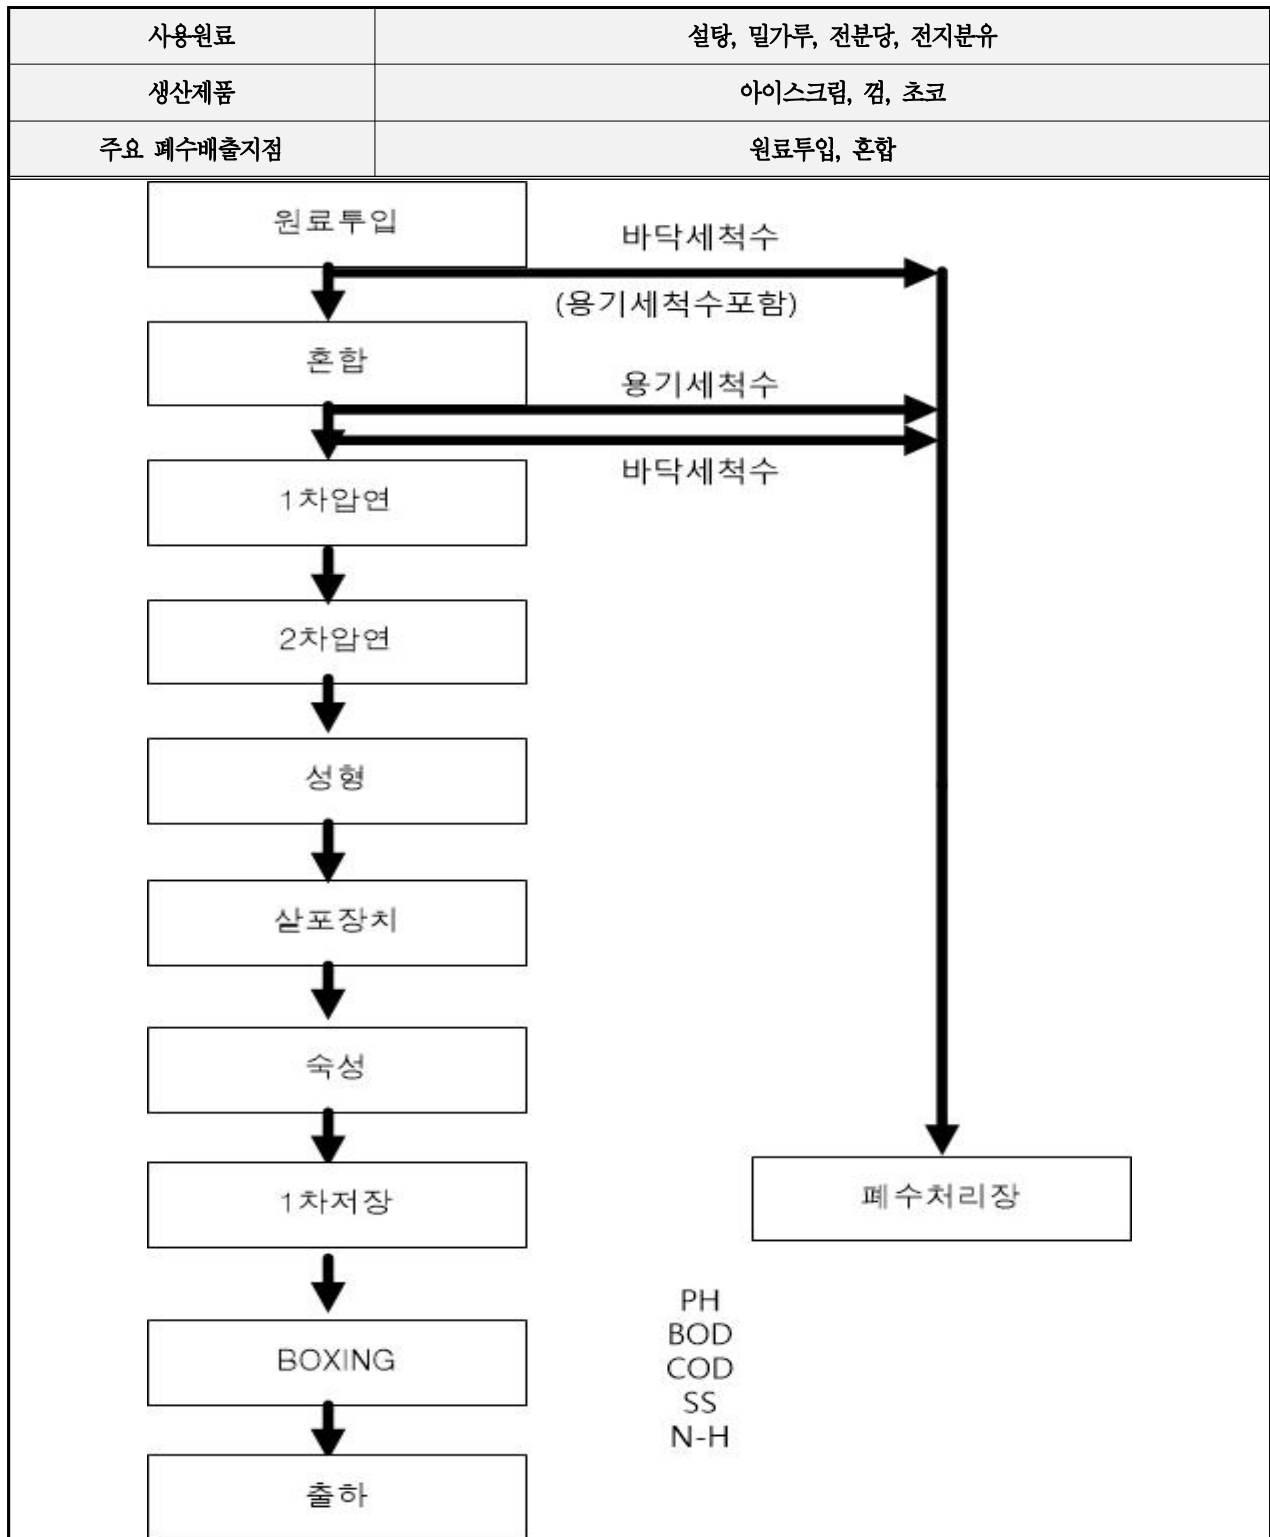 사용원료 설탕, 밀가루, 전분당, 전지분유
생산제품 아이스크림, 껌, 초코
주요 폐수배출지점 원료투입, 혼합
원료투입
바닥세척수
(용기세척수포함)
혼합
용기세척수
바닥세척수
1차압연
2차압연
성형
살포장치
숙성
1차저장
폐수처리장
PH
BOD
BOXING
COD
SS
N-H
출하